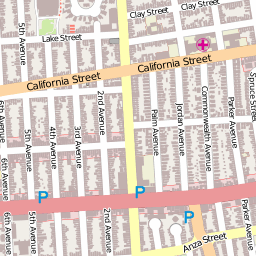 Clay Street
Clay Street
Lake Street
California Street
California Street
5th Avenue
2nd Avenue
Spruce Street
Commonwealth Avenue
Parker Avenue
Jordan Avenue
Palm Avenue
6th Avenue
5th Avenue
4th Avenue
3rd Avenue
6th Avenue
P
P
P
6th Avenue
5th Avenue
2nd Avenue
Parker Avenue
Anza Street